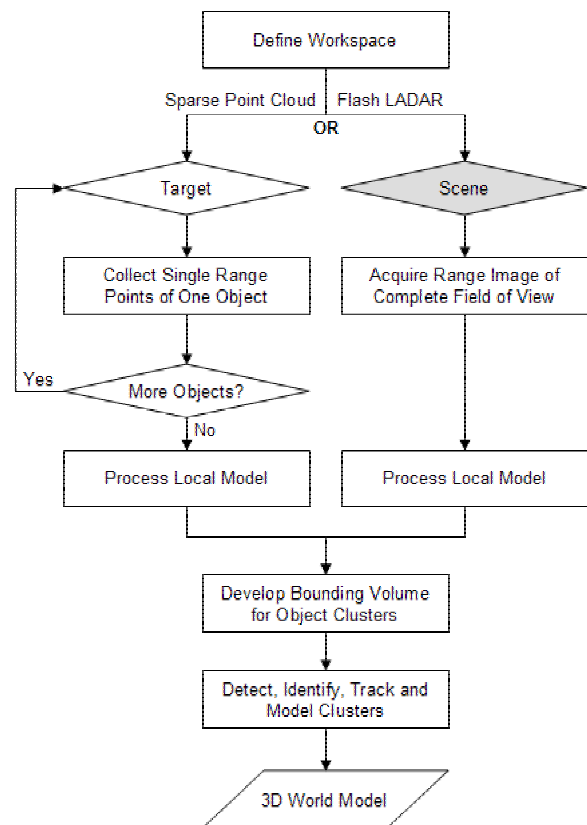 Define Workspace
Sparse Point Cloud
Flash LADAR
OR
Target
Scene
Collect Single Range
Points of One Object
Acquire Range Image of
Complete Field of View
Yes
More Objects?
No
Process Local Model
Process Local Model
Develop Bounding Volume
for Object Clusters
Detect, Identify, Track and
Model Clusters
3D World Model